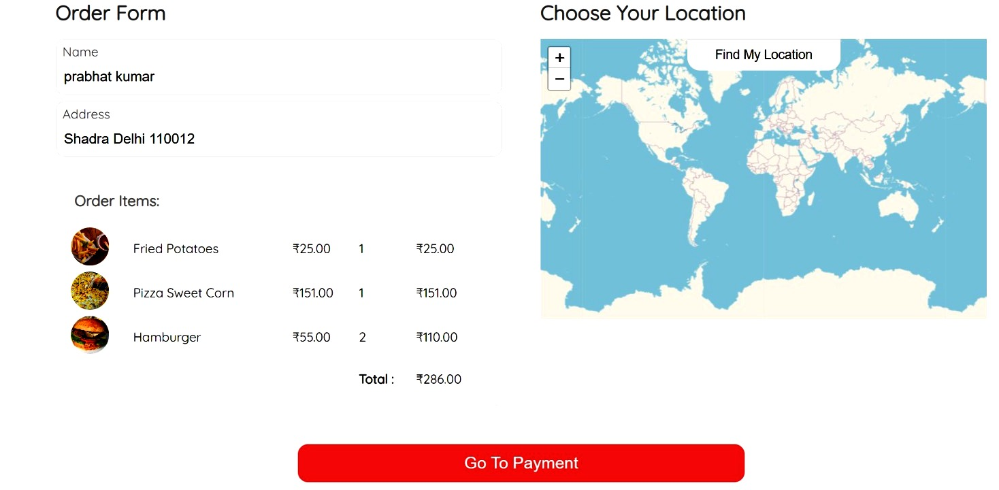 Order Form
Name
prabhat kumar
Address
Shadra Delhi 110012
Order Items:
Fried Potatoes ₹25.00 1 ₹25.00
Pizza Sweet Corn ₹151.00 1 ₹151.00
Hamburger ₹55.00 2 ₹110.00
Total : ₹286.00
Choose Your Location
+
−
Find My Location
Go To Payment